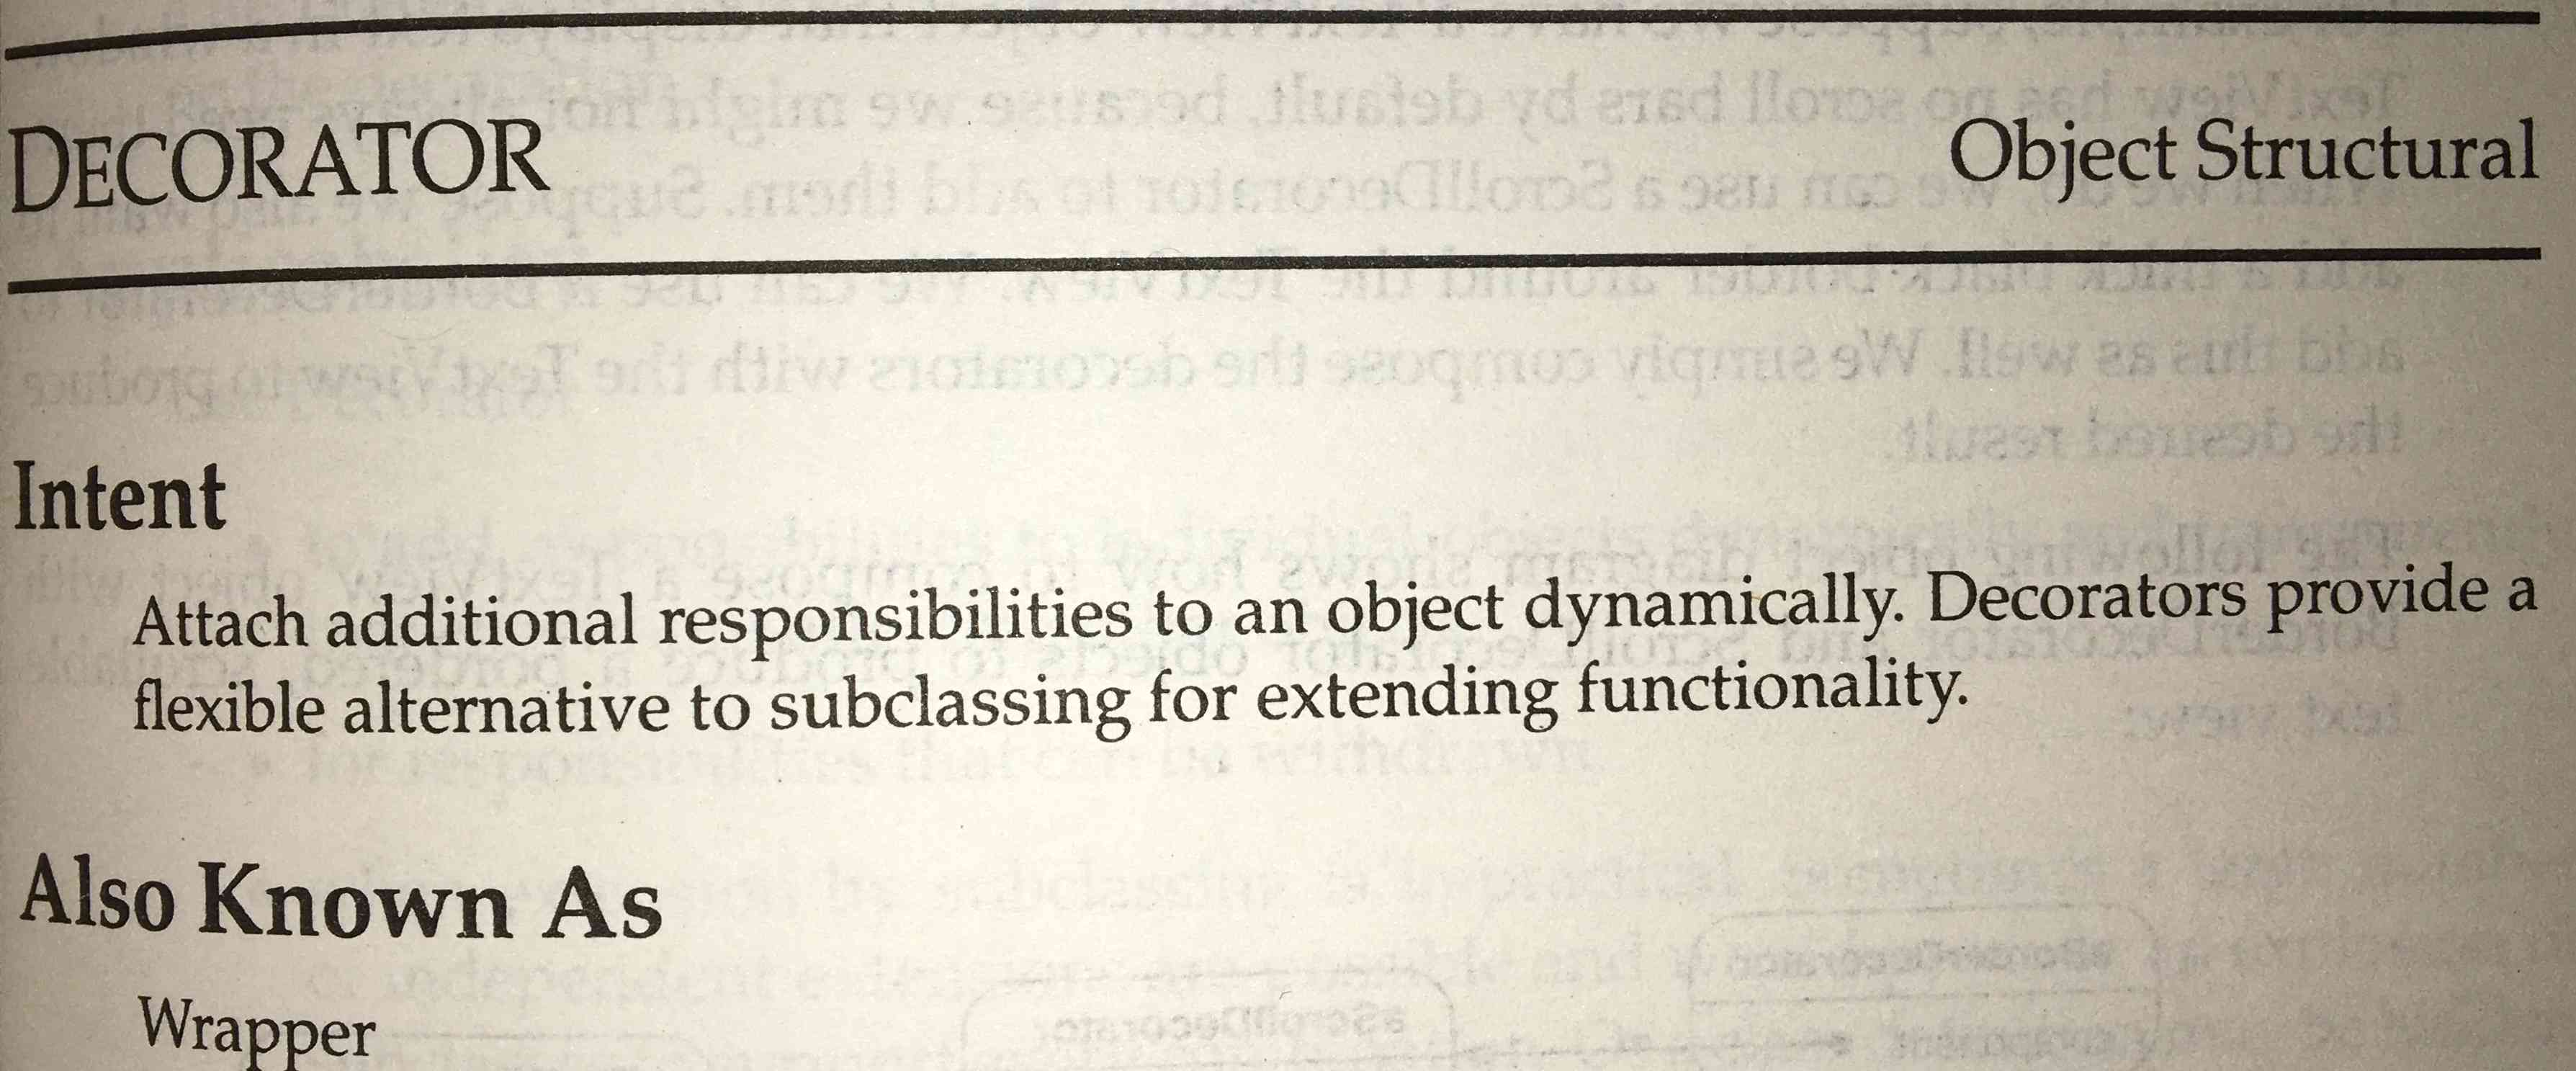 DECORATOR Object Structural
Intent
Attach additional responsibilities to an object dynamically. Decorators provide a
flexible alternative to subclassing for extending functionality.
Also Known As
Wrapper